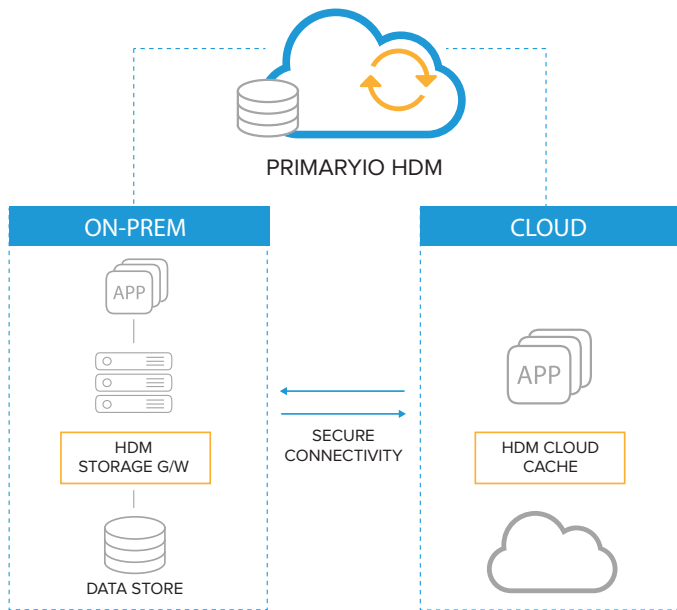 PRIMARYIO HDM
ON-PREM
APP
HDM
STORAGE G/W
DATA STORE
SECURE
CONNECTIVITY
CLOUD
APP
HDM CLOUD
CACHE